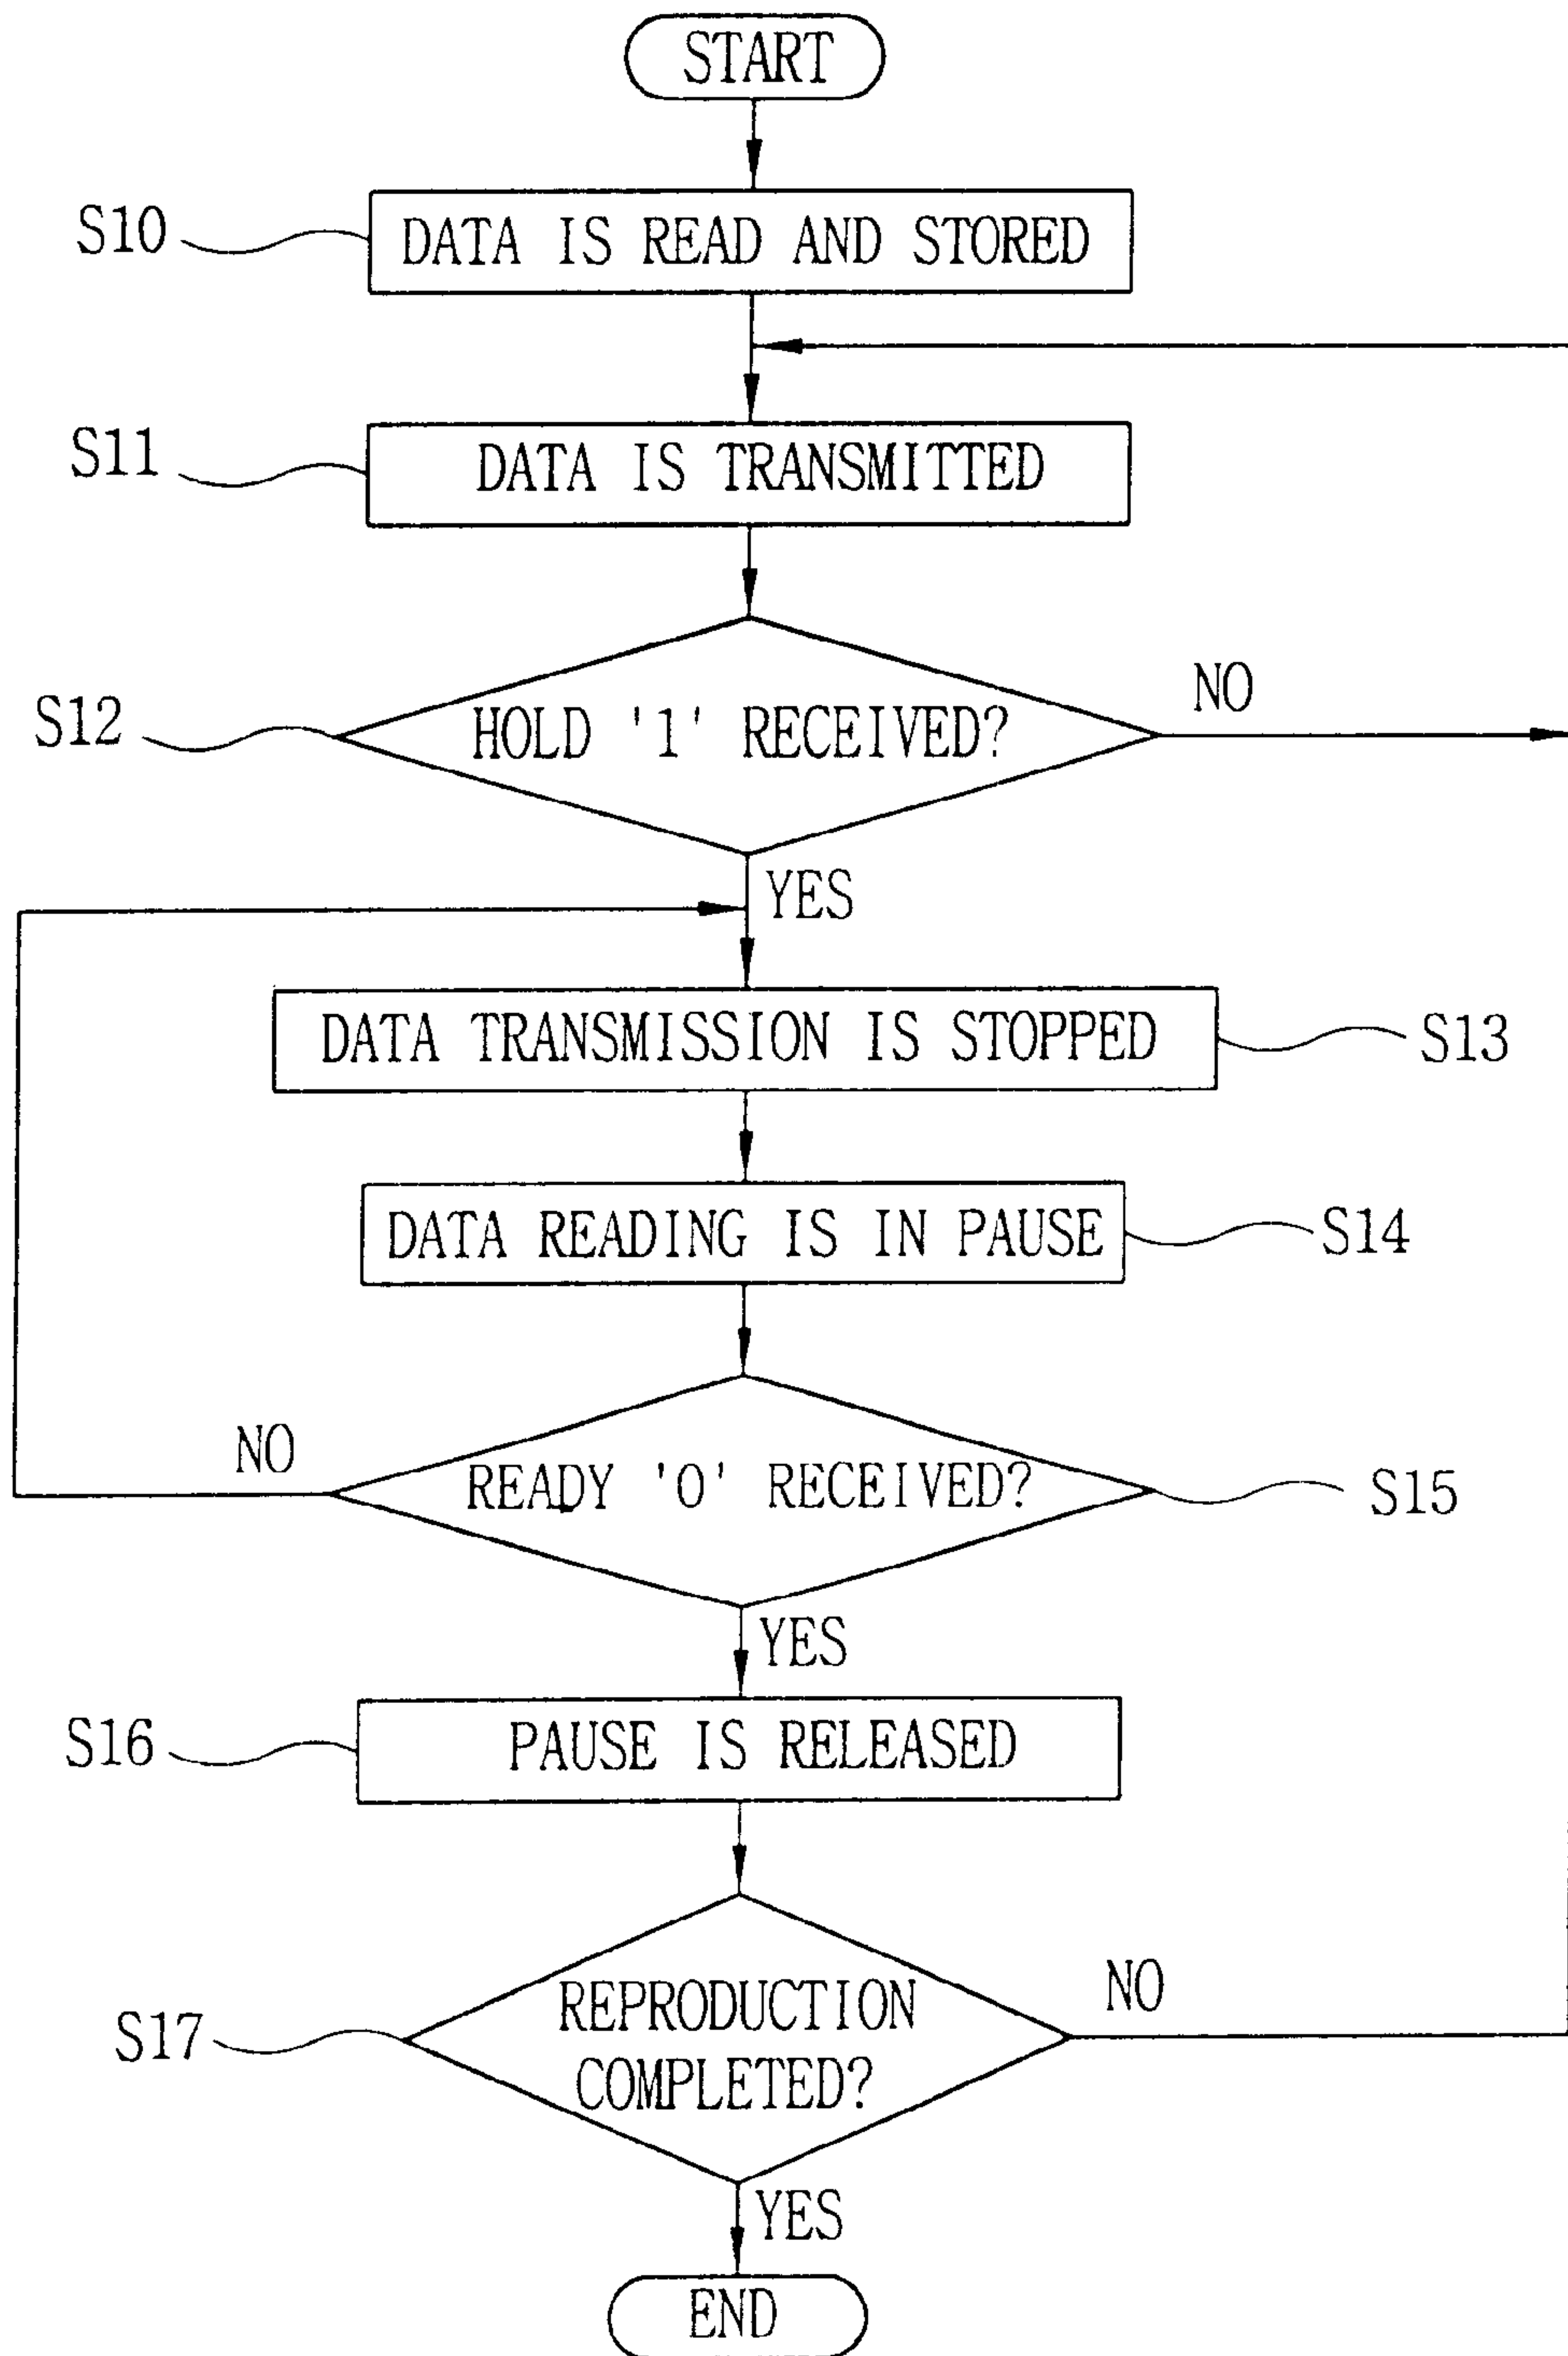 START
S10
DATA IS READ AND STORED
S11
DATA IS TRANSMITTED
S12
HOLD '1' RECEIVED?
NO
YES
DATA TRANSMISSION IS STOPPED
S13
DATA READING IS IN PAUSE
S14
NO
READY '0' RECEIVED?
S15
YES
S16
PAUSE IS RELEASED
S17
REPRODUCTION
COMPLETED?
NO
YES
END